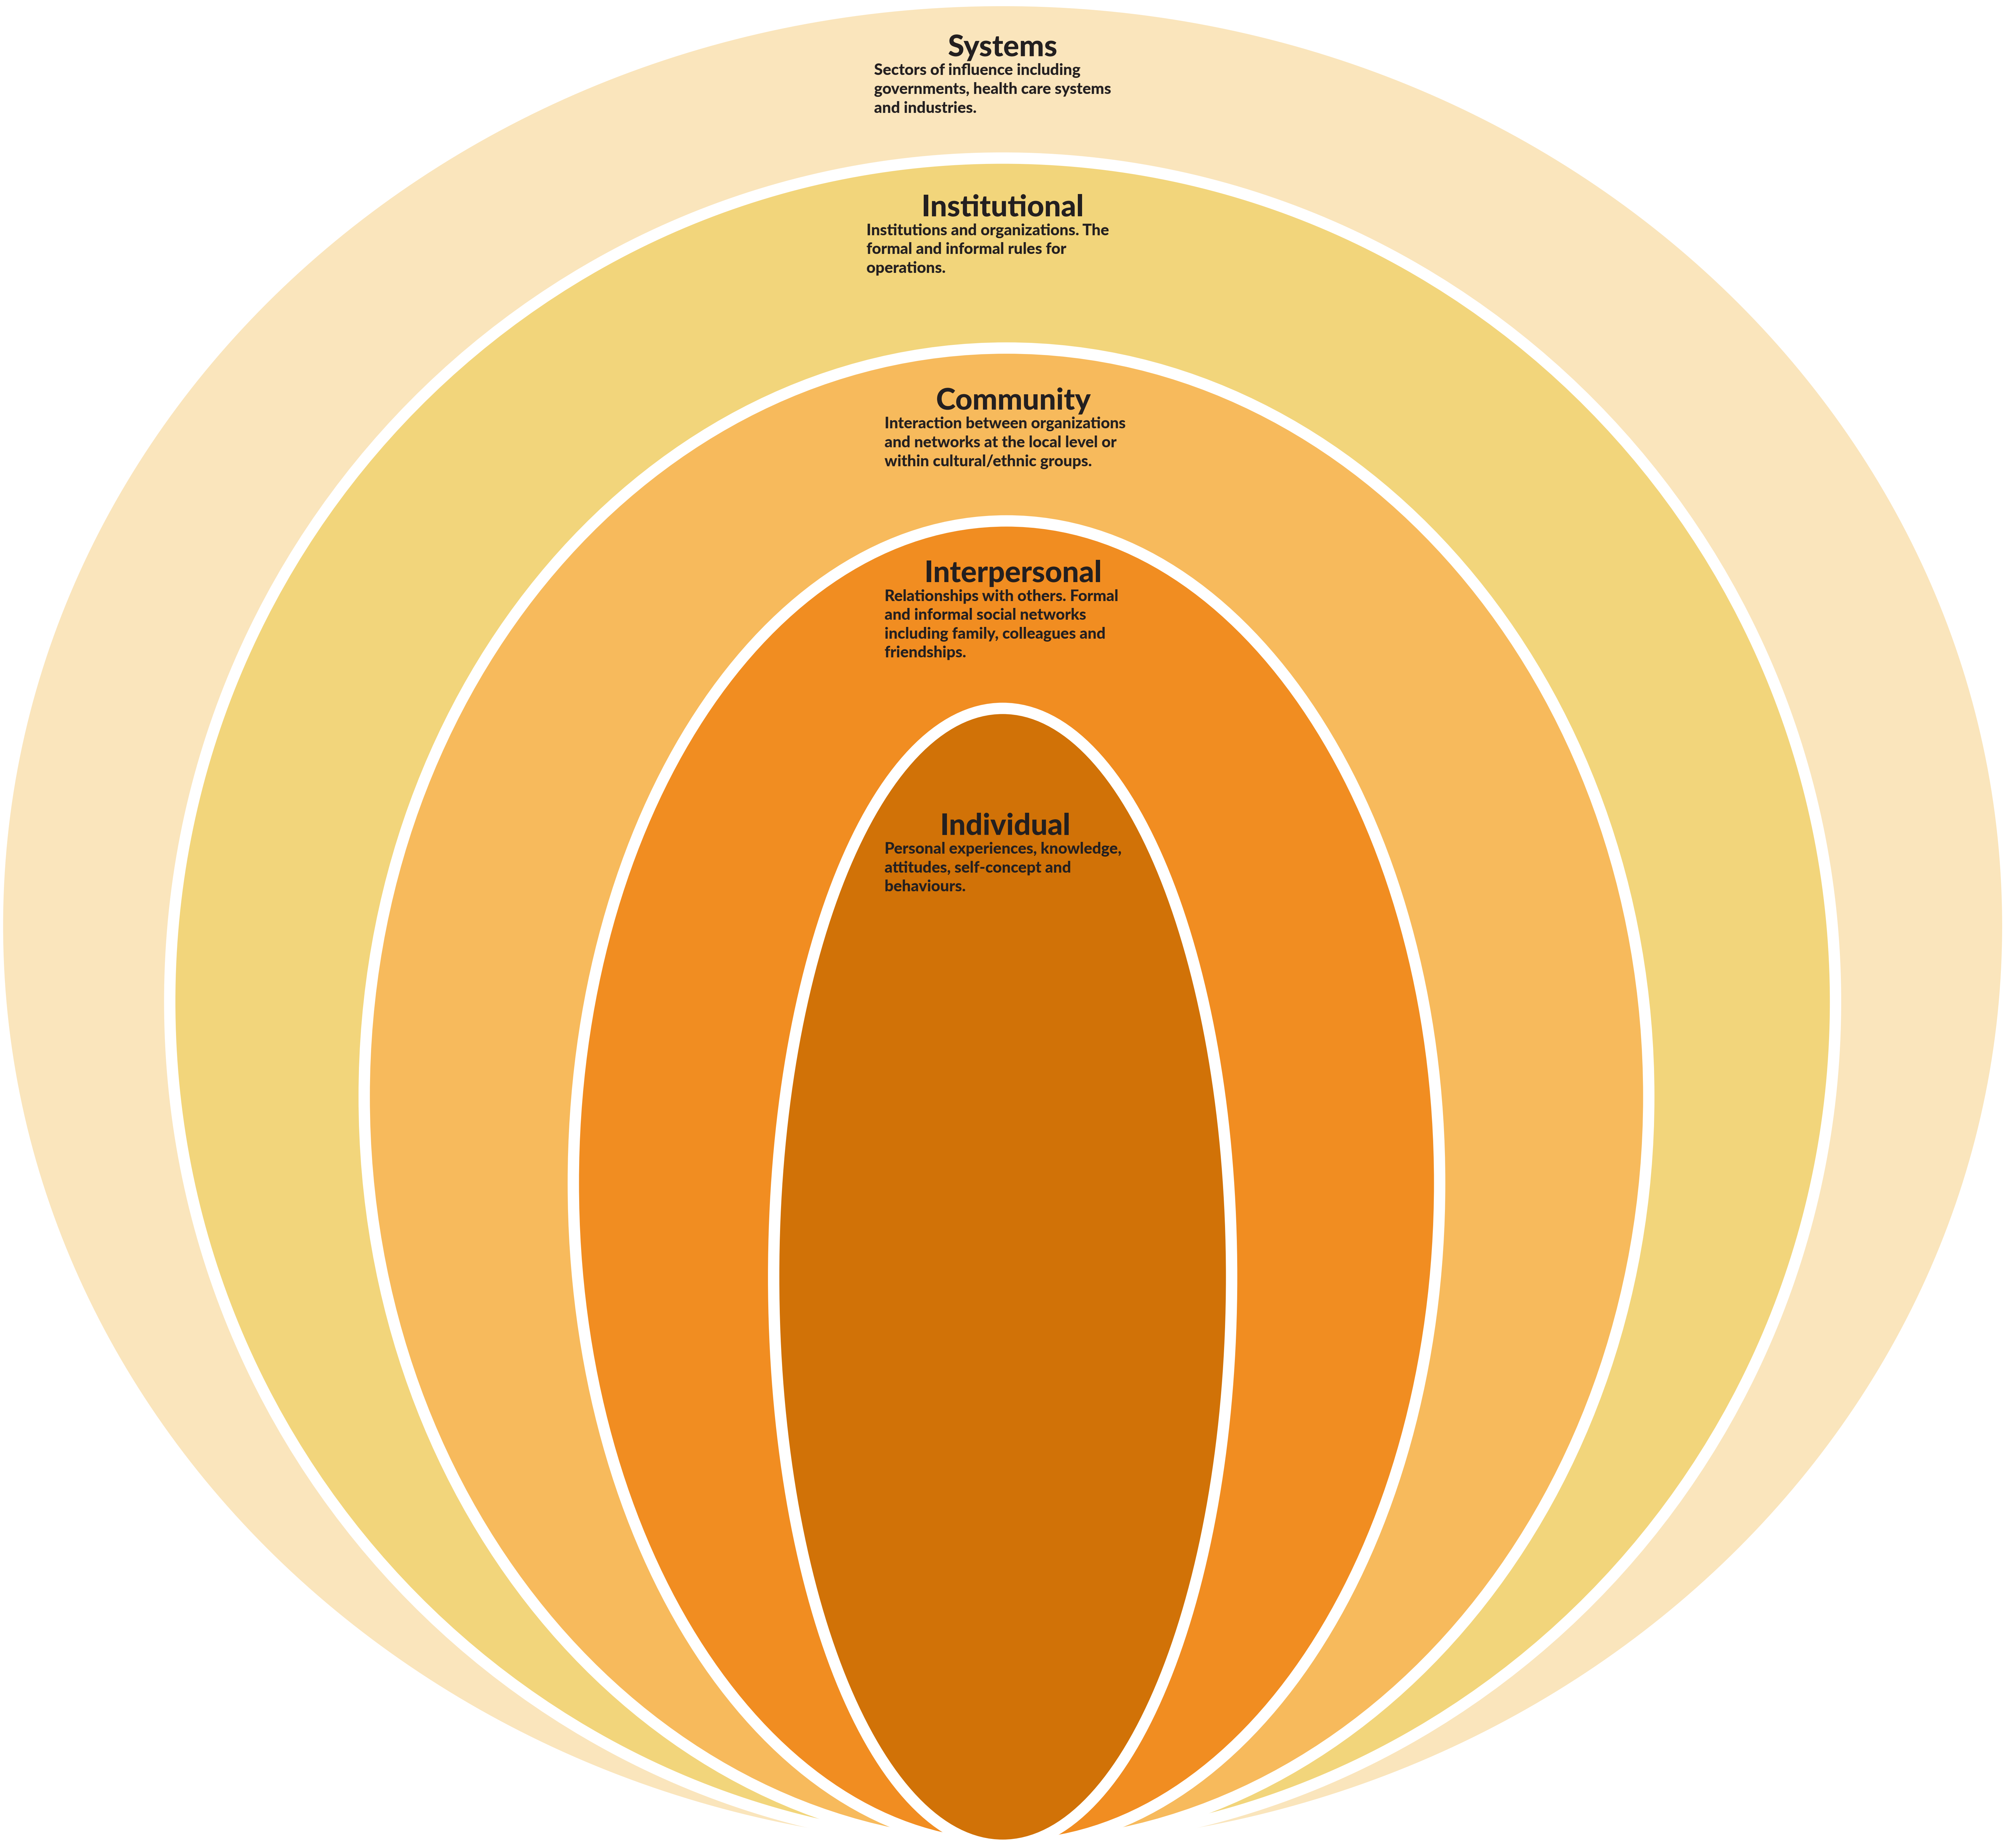 Systems
Sectors of influence including
governments, health care systems
and industries.
Institutional
Institutions and organizations. The
formal and informal rules for
operations.
Community
Interaction between organizations
and networks at the local level or
within cultural/ethnic groups.
Interpersonal
Relationships with others. Formal
and informal social networks
including family, colleagues and
friendships.
Individual
Personal experiences, knowledge,
attitudes, self-concept and
behaviours.